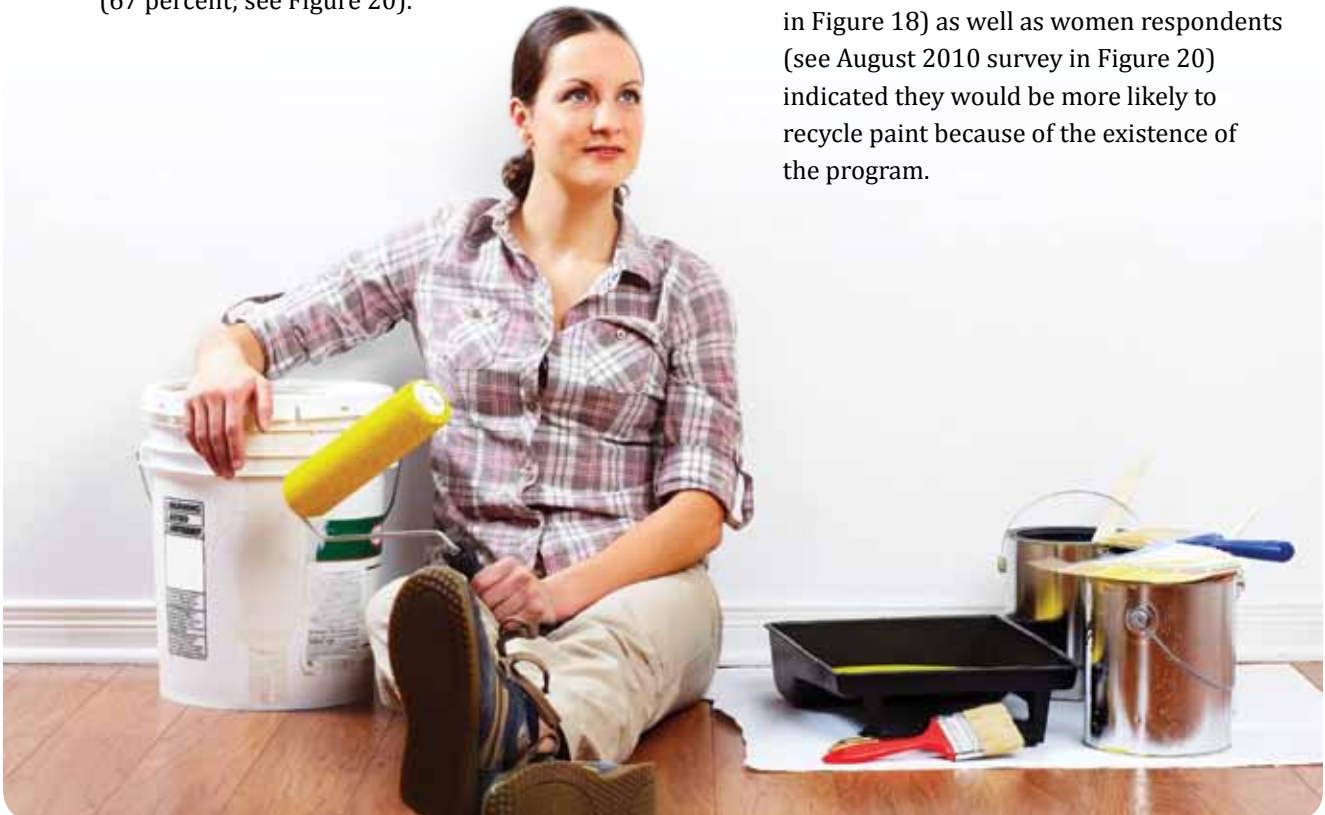 (67 percent; see Figure 20).
in Figure 18) as well as women respondents
(see August 2010 survey in Figure 20)
indicated they would be more likely to
recycle paint because of the existence of
the program.